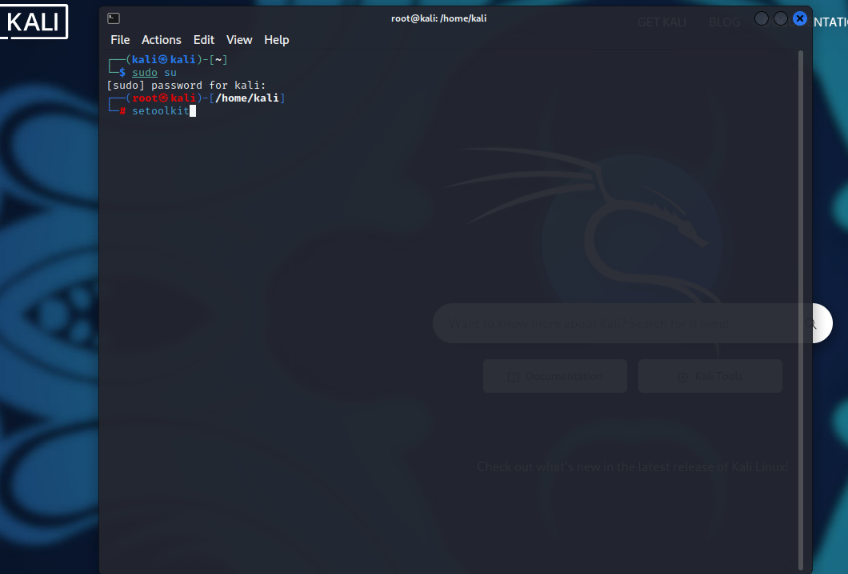 KALI
root@kali: /home/kali
GET KALI BLOG NTATI
File Actions Edit View Help
┌──(kali㉿kali)-[~]
└─$ sudo su
[sudo] password for kali:
┌──(root㉿kali)-[/home/kali]
└─# setoolkit
Documentation Kali Tools
Check out what's new in the latest release of Kali Linux!